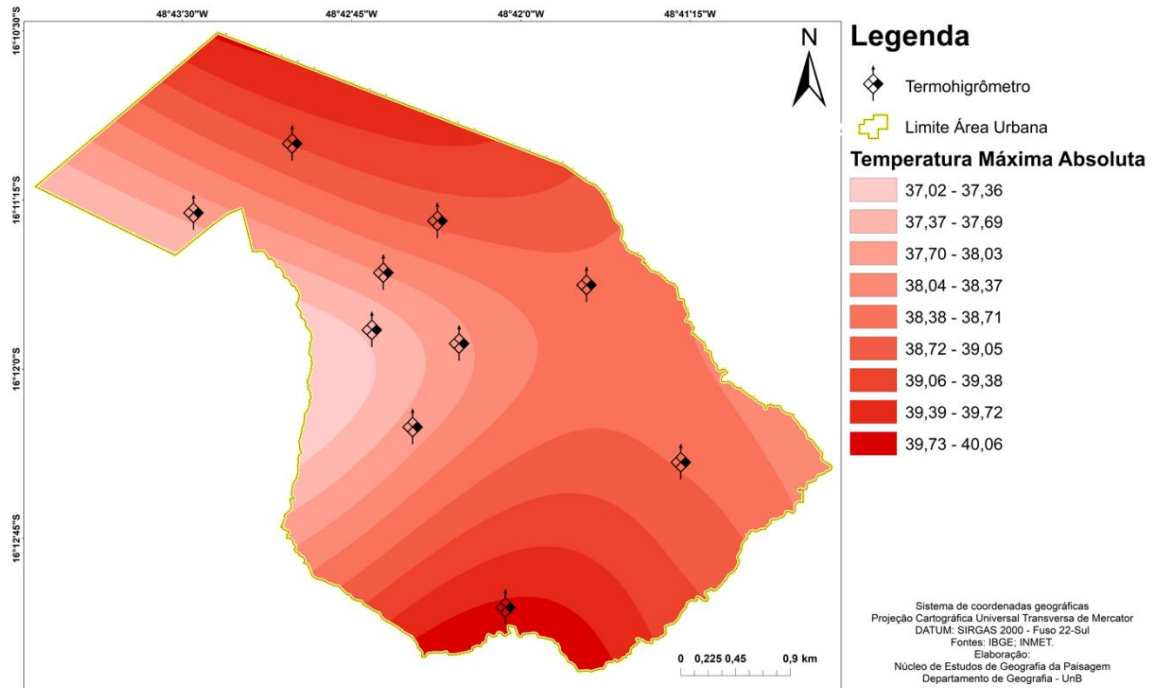 48°43'30"W 48°42'45"W 48°42'0"W 48°41'15"W
16°10'30"S
16°11'15"S
16°12'0"S
16°12'45"S
N
0 0,225 0,45 0,9 km
Legenda
Termohigrômetro
Limite Área Urbana
Temperatura Máxima Absoluta
37,02 - 37,36
37,37 - 37,69
37,70 - 38,03
38,04 - 38,37
38,38 - 38,71
38,72 - 39,05
39,06 - 39,38
39,39 - 39,72
39,73 - 40,06
Sistema de coordenadas geográficas
Projeção Cartográfica Universal Transversa de Mercator
DATUM: SIRGAS 2000 - Fuso 22-Sul
Fontes: IBGE; INMET.
Elaboração:
Núcleo de Estudos de Geografia da Paisagem
Departamento de Geografia - UnB